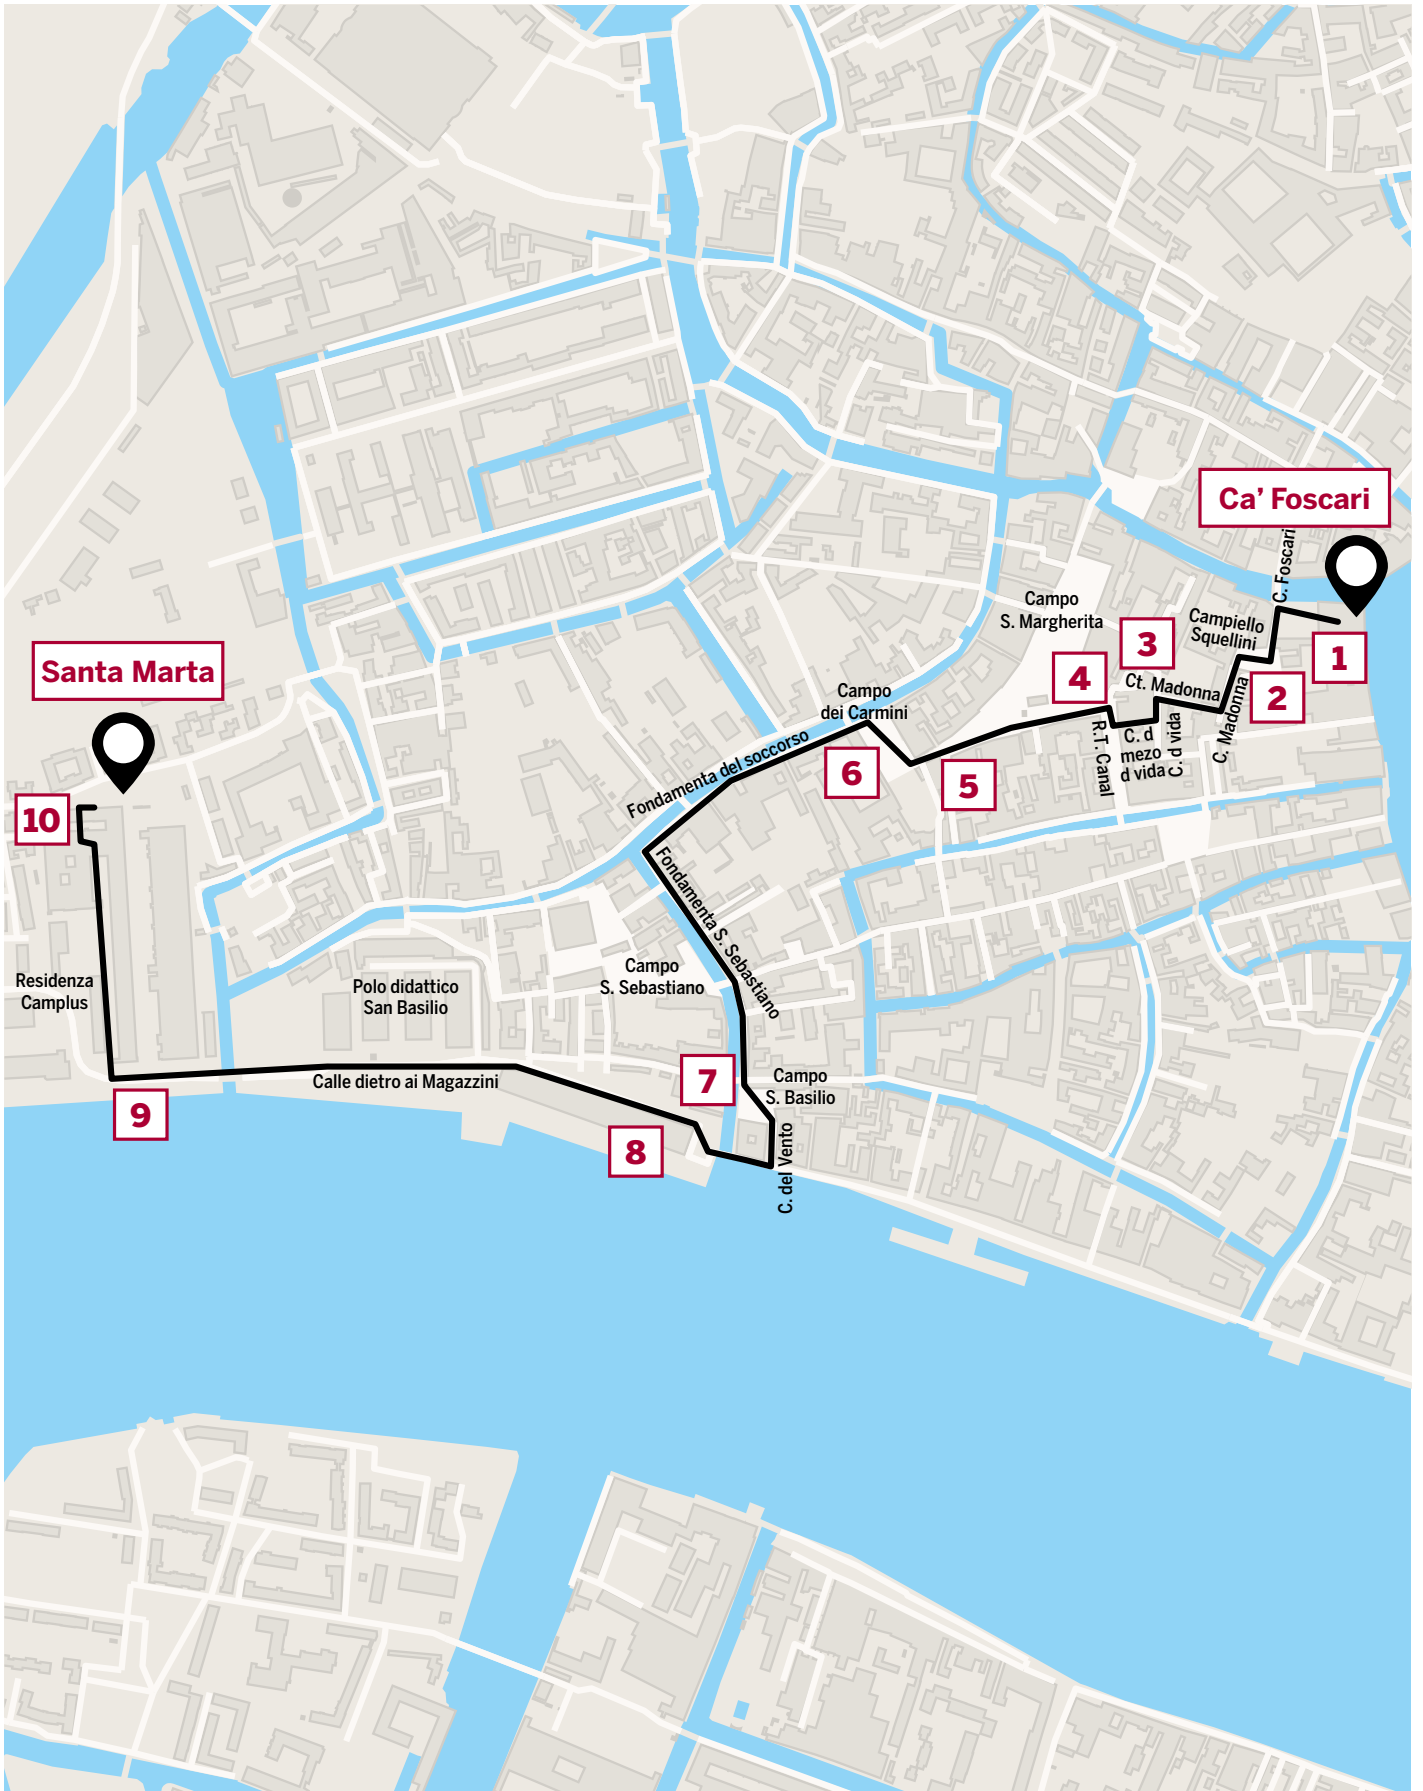 Ca' Foscari
C. Foscari
Campo
S. Margherita
Campiello
Squellini
3
1
Santa Marta
4
Ct. Madonna
2
C. Madonna
Campo
dei Carmini
R.T. Canal
C. d
mezo
d vida
C. d vida
Fondamenta del soccorso
6
5
10
Fondamenta S. Sebastiano
Residenza
Camplus
Polo didattico
San Basilio
Campo
S. Sebastiano
7
Campo
S. Basilio
Calle dietro ai Magazzini
9
8
C. del Vento